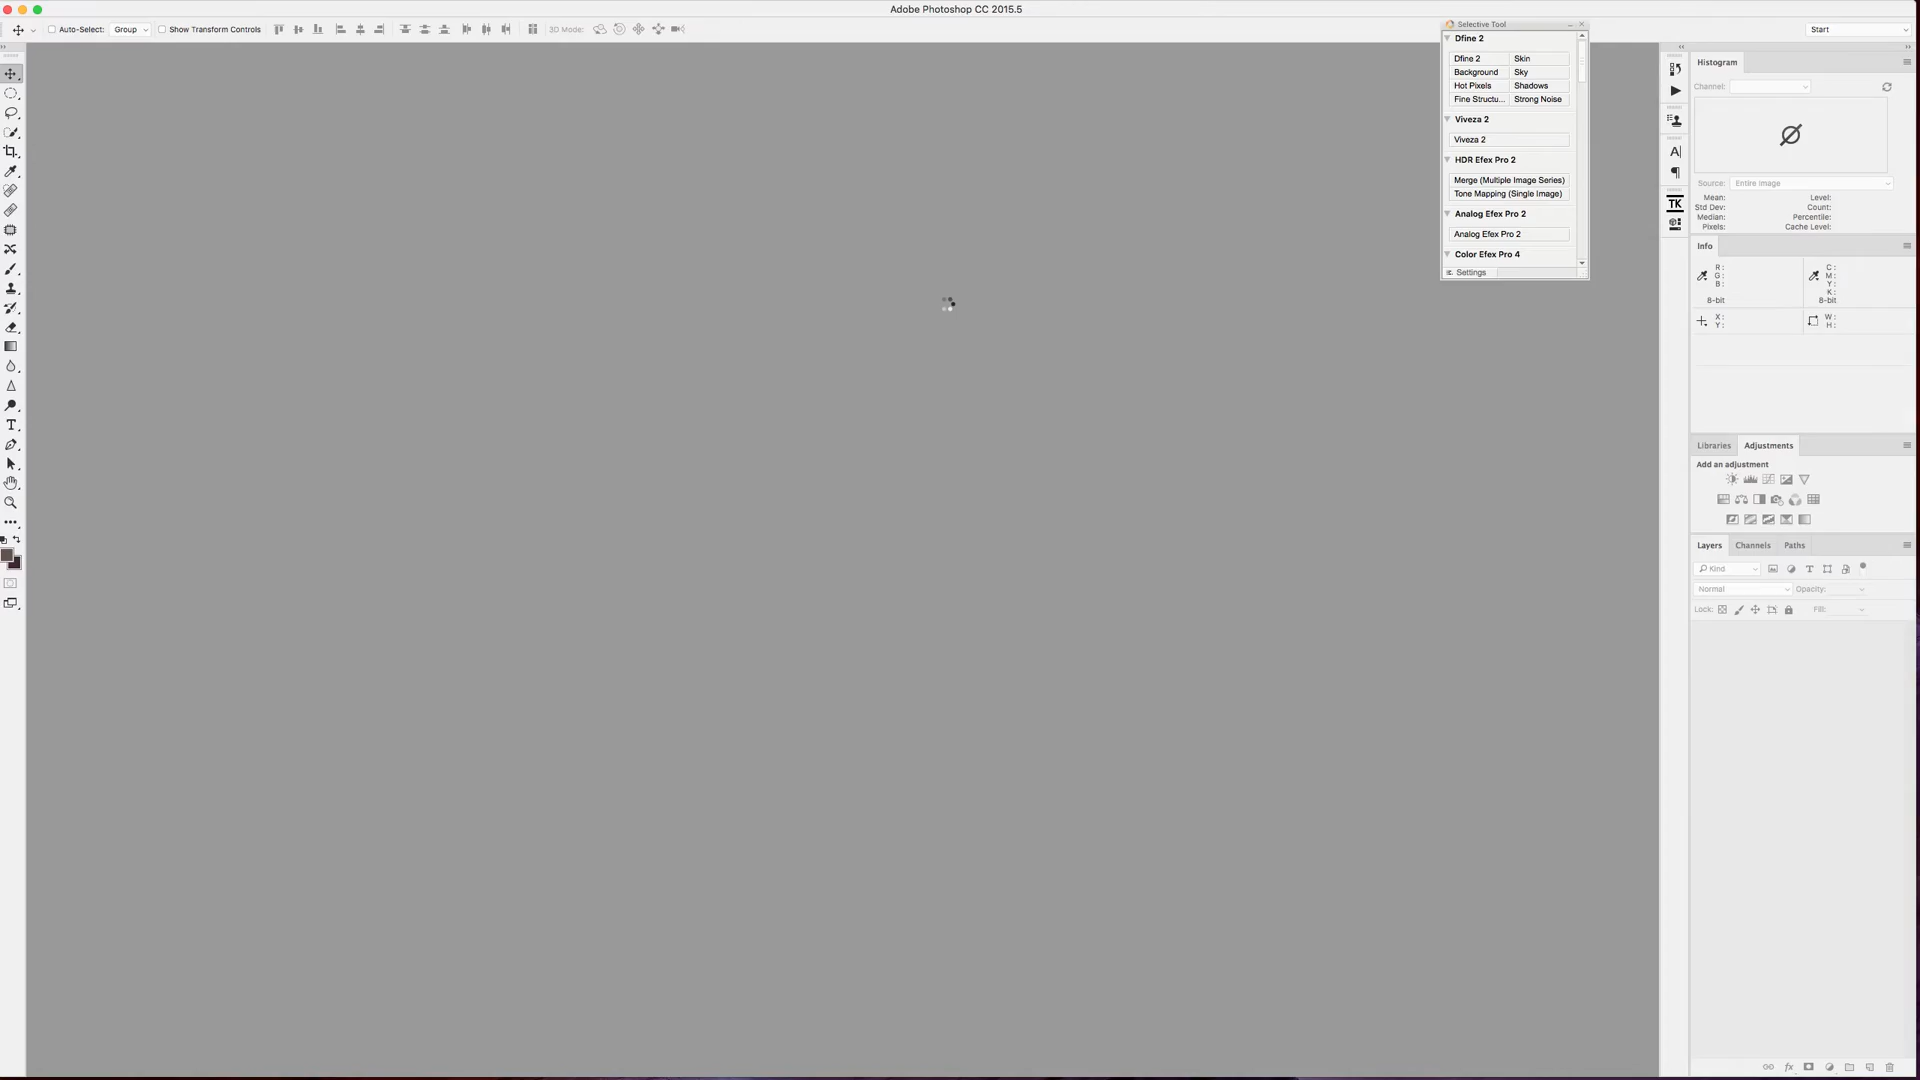 Adobe Photoshop CC 2015.5
Auto-Select:
Group
Show Transform Controls
3D Mode:
Start
Selective Tool
Dfine 2
Dfine 2
Skin
Background
Sky
Hot Pixels
Shadows
Fine Structu...
Strong Noise
Viveza 2
Viveza 2
HDR Efex Pro 2
Merge (Multiple Image Series)
Tone Mapping (Single Image)
Analog Efex Pro 2
Analog Efex Pro 2
Color Efex Pro 4
Settings
A|
TK
Histogram
Channel:
Source:
Entire Image
Mean:
Level:
Std Dev:
Count:
Median:
Percentile:
Pixels:
Cache Level:
Info
R :
G :
B :
8-bit
C :
M :
Y :
K :
8-bit
X :
Y :
W :
H :
Libraries
Adjustments
Add an adjustment
Layers
Channels
Paths
Kind
Normal
Opacity:
Lock:
Fill:
fx